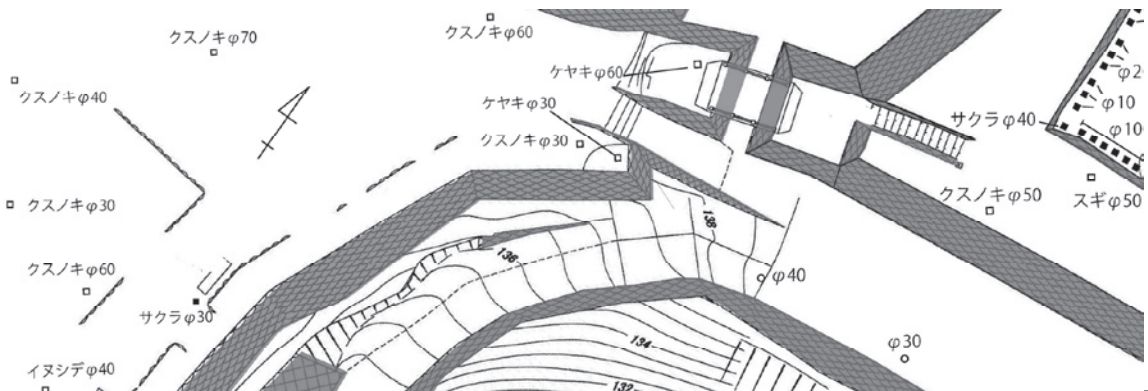 クスノキφ70
クスノキφ60
ケヤキφ60
クスノキφ40
ケヤキφ30
φ2
φ10
サクラφ40
φ10
クスノキφ30
クスノキφ30
クスノキφ50
スギφ50
138
136
クスノキφ60
φ40
サクラφ30
134
φ30
イヌシデφ40
132